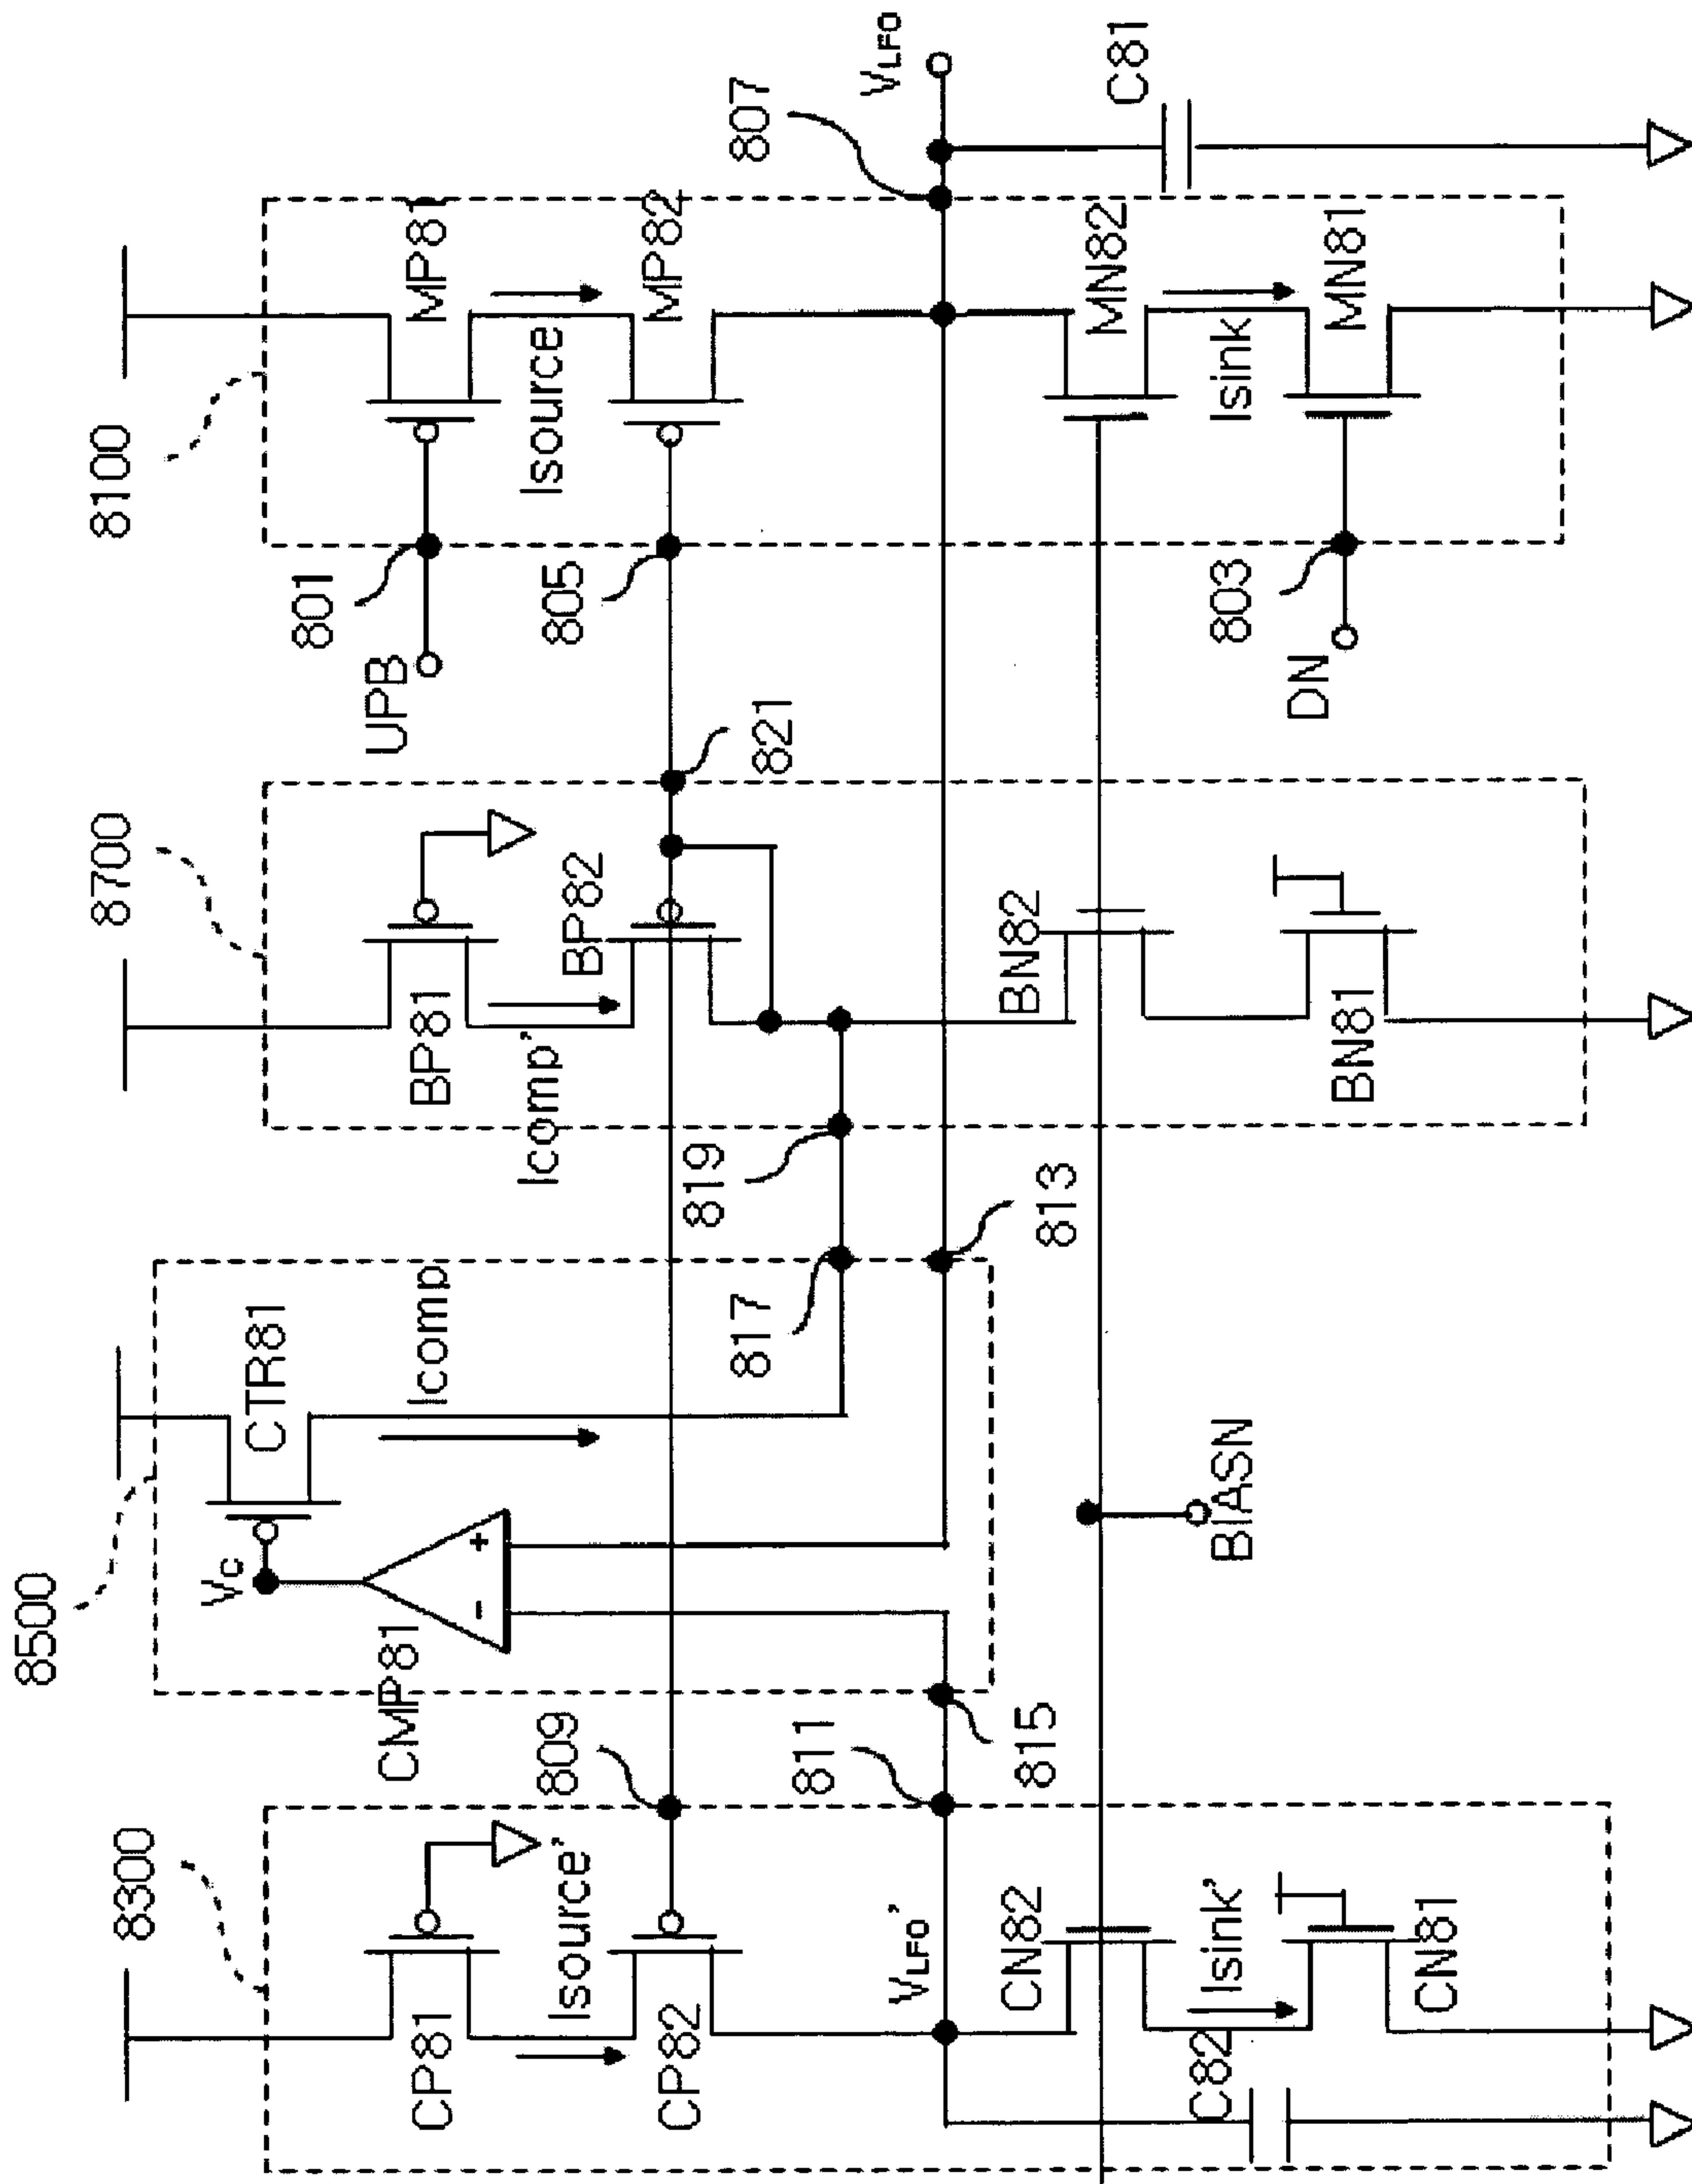 8300
8500
8700
8100
CP81
Isource'
CP82
809
811
VLFO'
CN82
Isink'
CN81
C82
CMP81
Vc
-
+
CTR81
Icomp
815
817
813
BIASN
819
BP81
Icomp'
BP82
821
BN82
BN81
UPB
801
805
DN
803
MP81
Isource
MP82
807
VLFO
C81
MN82
Isink
MN81